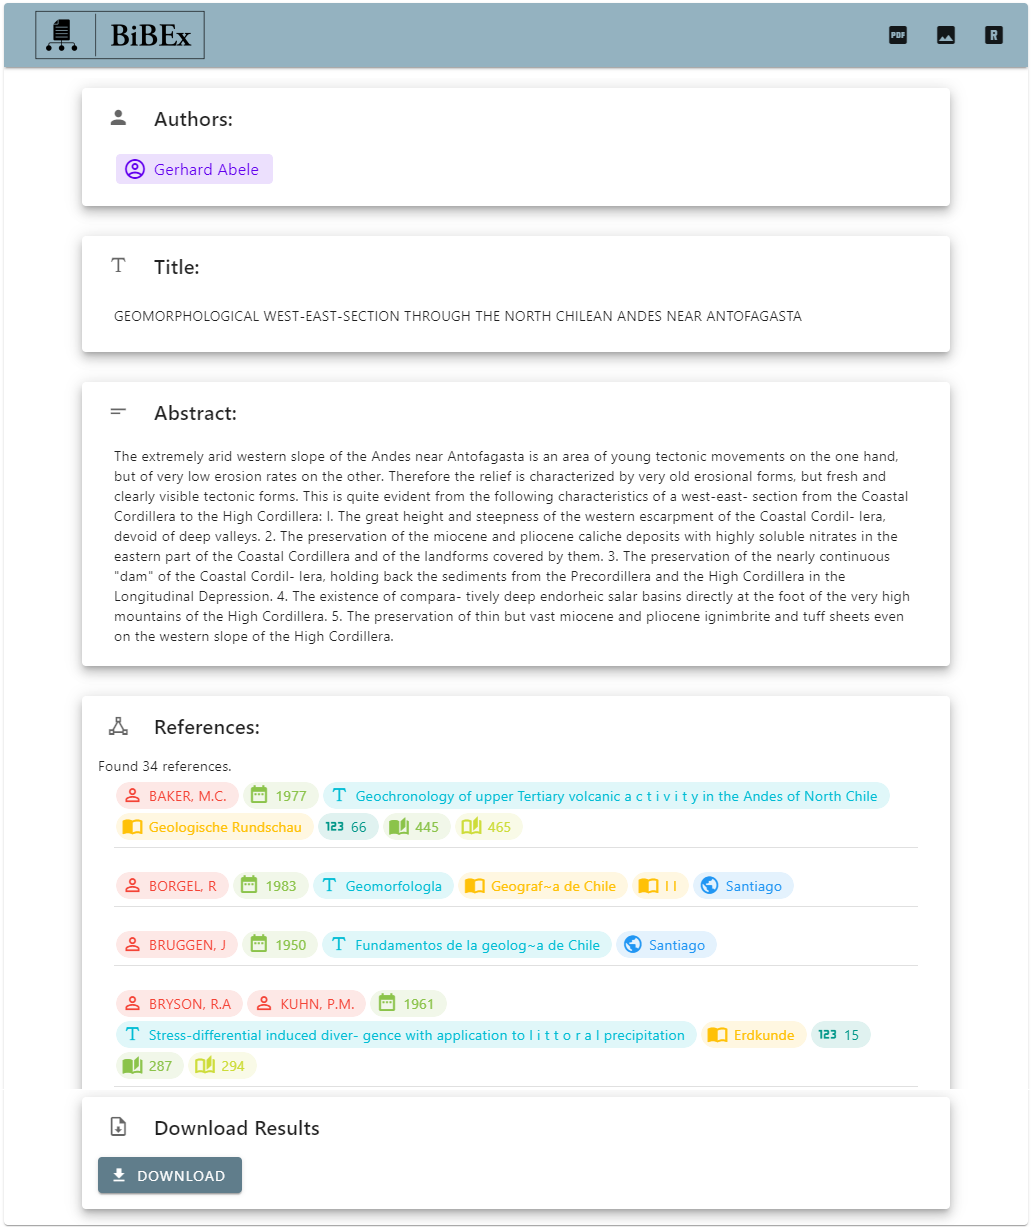 BiBEx
PDF
R
Authors:
Gerhard Abele
Title:
GEOMORPHOLOGICAL WEST-EAST-SECTION THROUGH THE NORTH CHILEAN ANDES NEAR ANTOFAGASTA
Abstract:
The extremely arid western slope of the Andes near Antofagasta is an area of young tectonic movements on the one hand,
but of very low erosion rates on the other. Therefore the relief is characterized by very old erosional forms, but fresh and
clearly visible tectonic forms. This is quite evident from the following characteristics of a west-east- section from the Coastal
Cordillera to the High Cordillera: I. The great height and steepness of the western escarpment of the Coastal Cordil- lera,
devoid of deep valleys. 2. The preservation of the miocene and pliocene caliche deposits with highly soluble nitrates in the
eastern part of the Coastal Cordillera and of the landforms covered by them. 3. The preservation of the nearly continuous
"dam" of the Coastal Cordil- lera, holding back the sediments from the Precordillera and the High Cordillera in the
Longitudinal Depression. 4. The existence of compara- tively deep endorheic salar basins directly at the foot of the very high
mountains of the High Cordillera. 5. The preservation of thin but vast miocene and pliocene ignimbrite and tuff sheets even
on the western slope of the High Cordillera.
References:
Found 34 references.
BAKER, M.C. 1977 T Geochronology of upper Tertiary volcanic a c t i v i t y in the Andes of North Chile
Geologische Rundschau 123 66 445 465
BORGEL, R 1983 T Geomorfologla Geograf~a de Chile I I Santiago
BRUGGEN, J 1950 T Fundamentos de la geolog~a de Chile Santiago
BRYSON, R.A KUHN, P.M. 1961
T Stress-differential induced diver- gence with application to l i t t o r a l precipitation Erdkunde 123 15
287 294
Download Results
DOWNLOAD